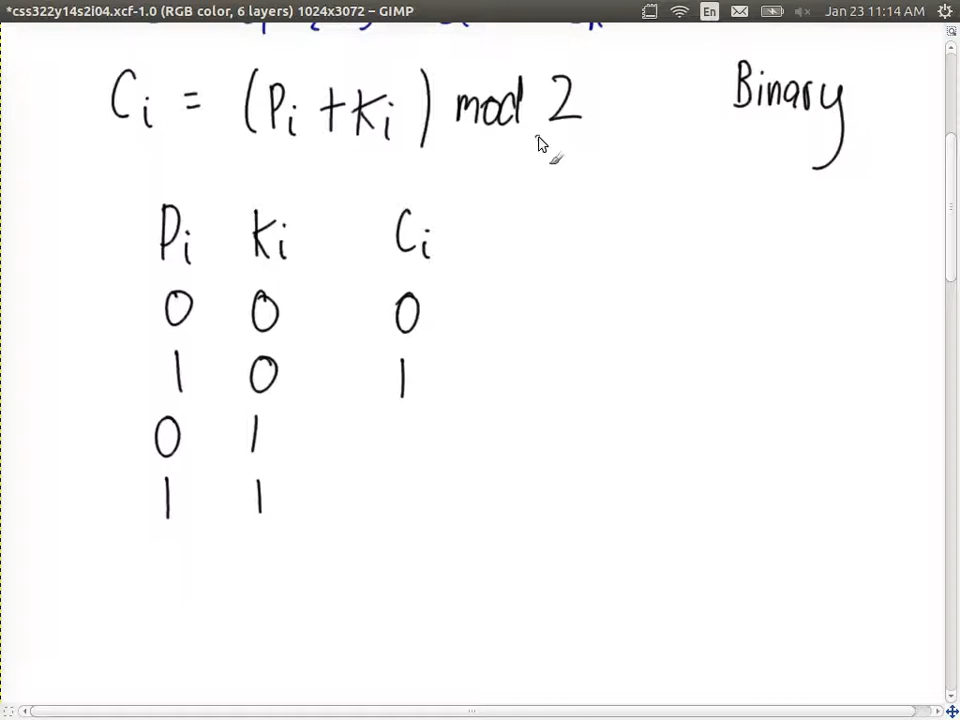 *css322y14s2i04.xcf-1.0 (RGB color, 6 layers) 1024x3072 – GIMP En Jan 23 11:14 AM
Ci = (Pi + Ki) mod 2 Binary
Pi Ki Ci
0 0 0
1 0 1
0 1
1 1